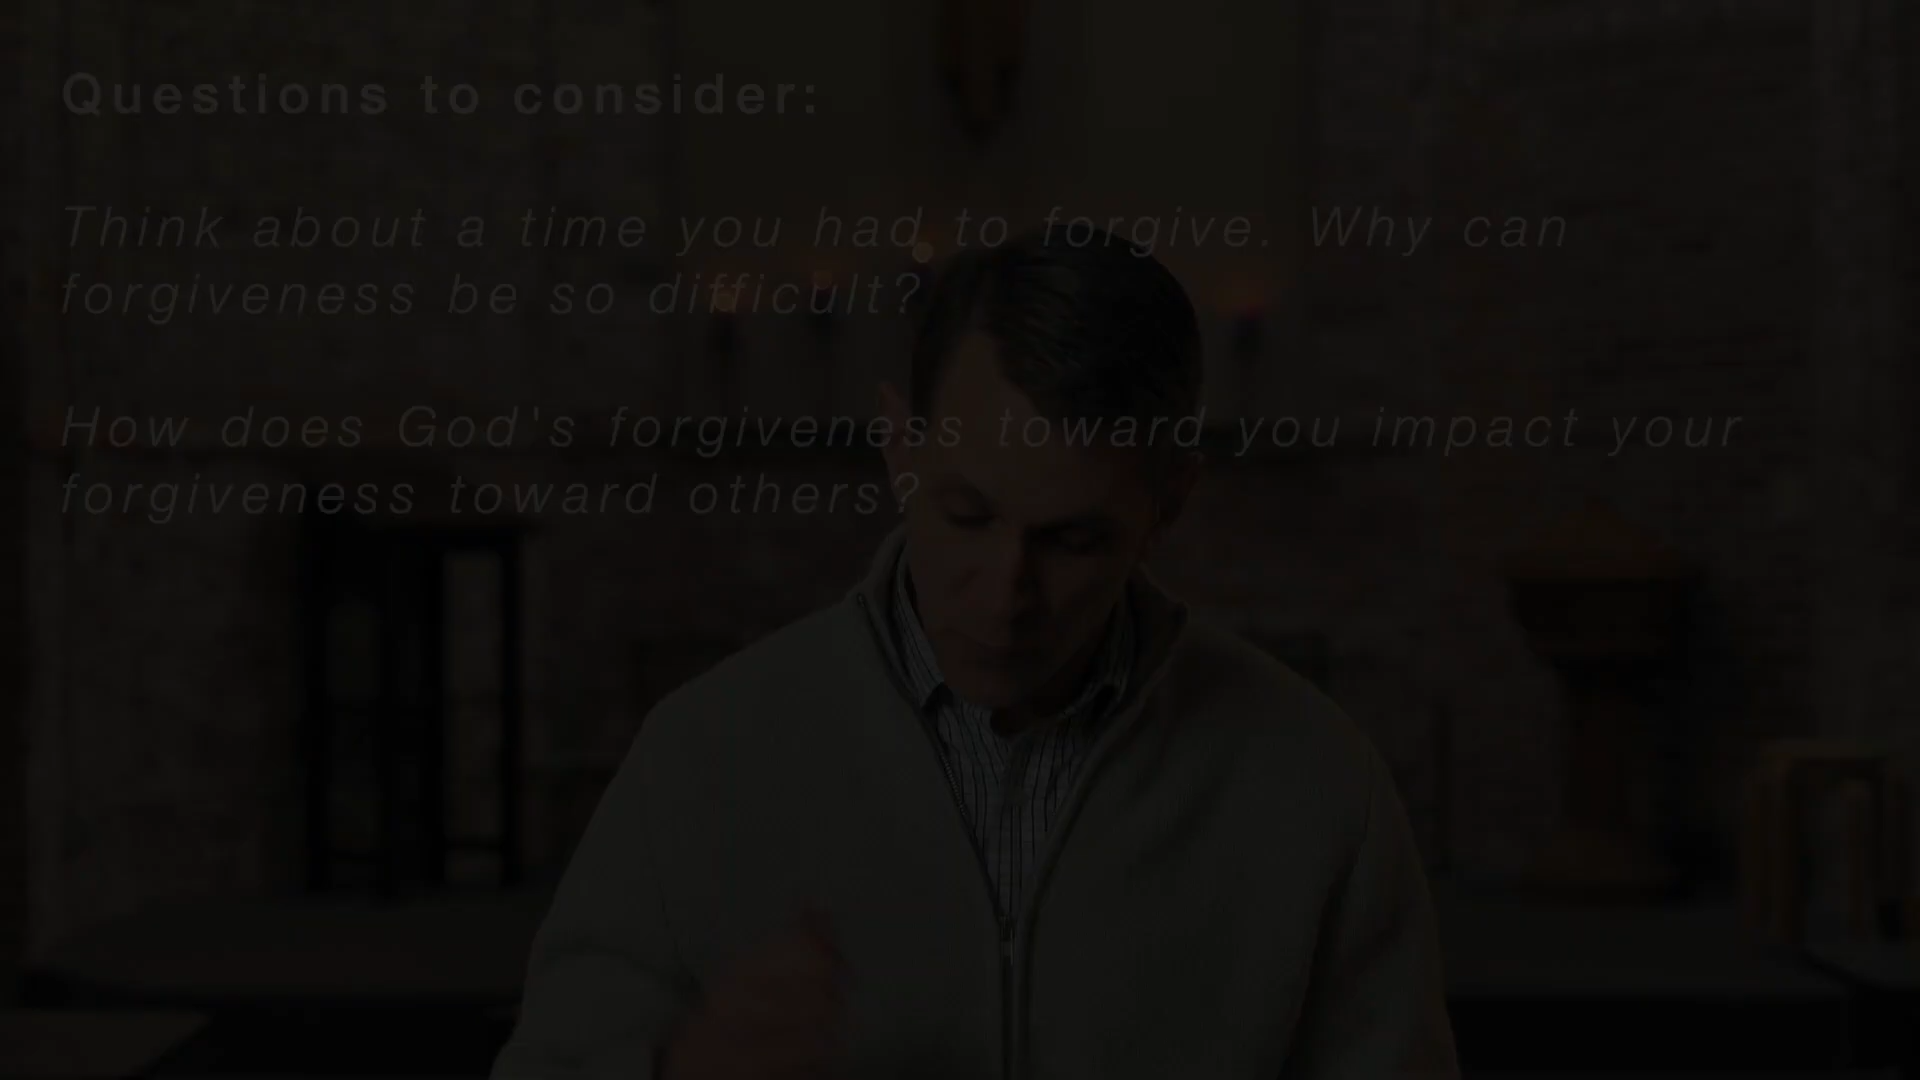 Questions to consider:
Think about a time you had to forgive. Why can
forgiveness be so difficult?
How does God's forgiveness toward you impact your
forgiveness toward others?